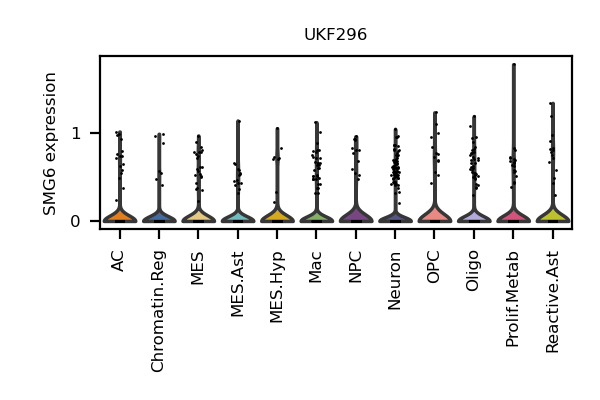 UKF296
SMG6 expression
1
0
AC
Chromatin.Reg
MES
MES.Ast
MES.Hyp
Mac
NPC
Neuron
OPC
Oligo
Prolif.Metab
Reactive.Ast